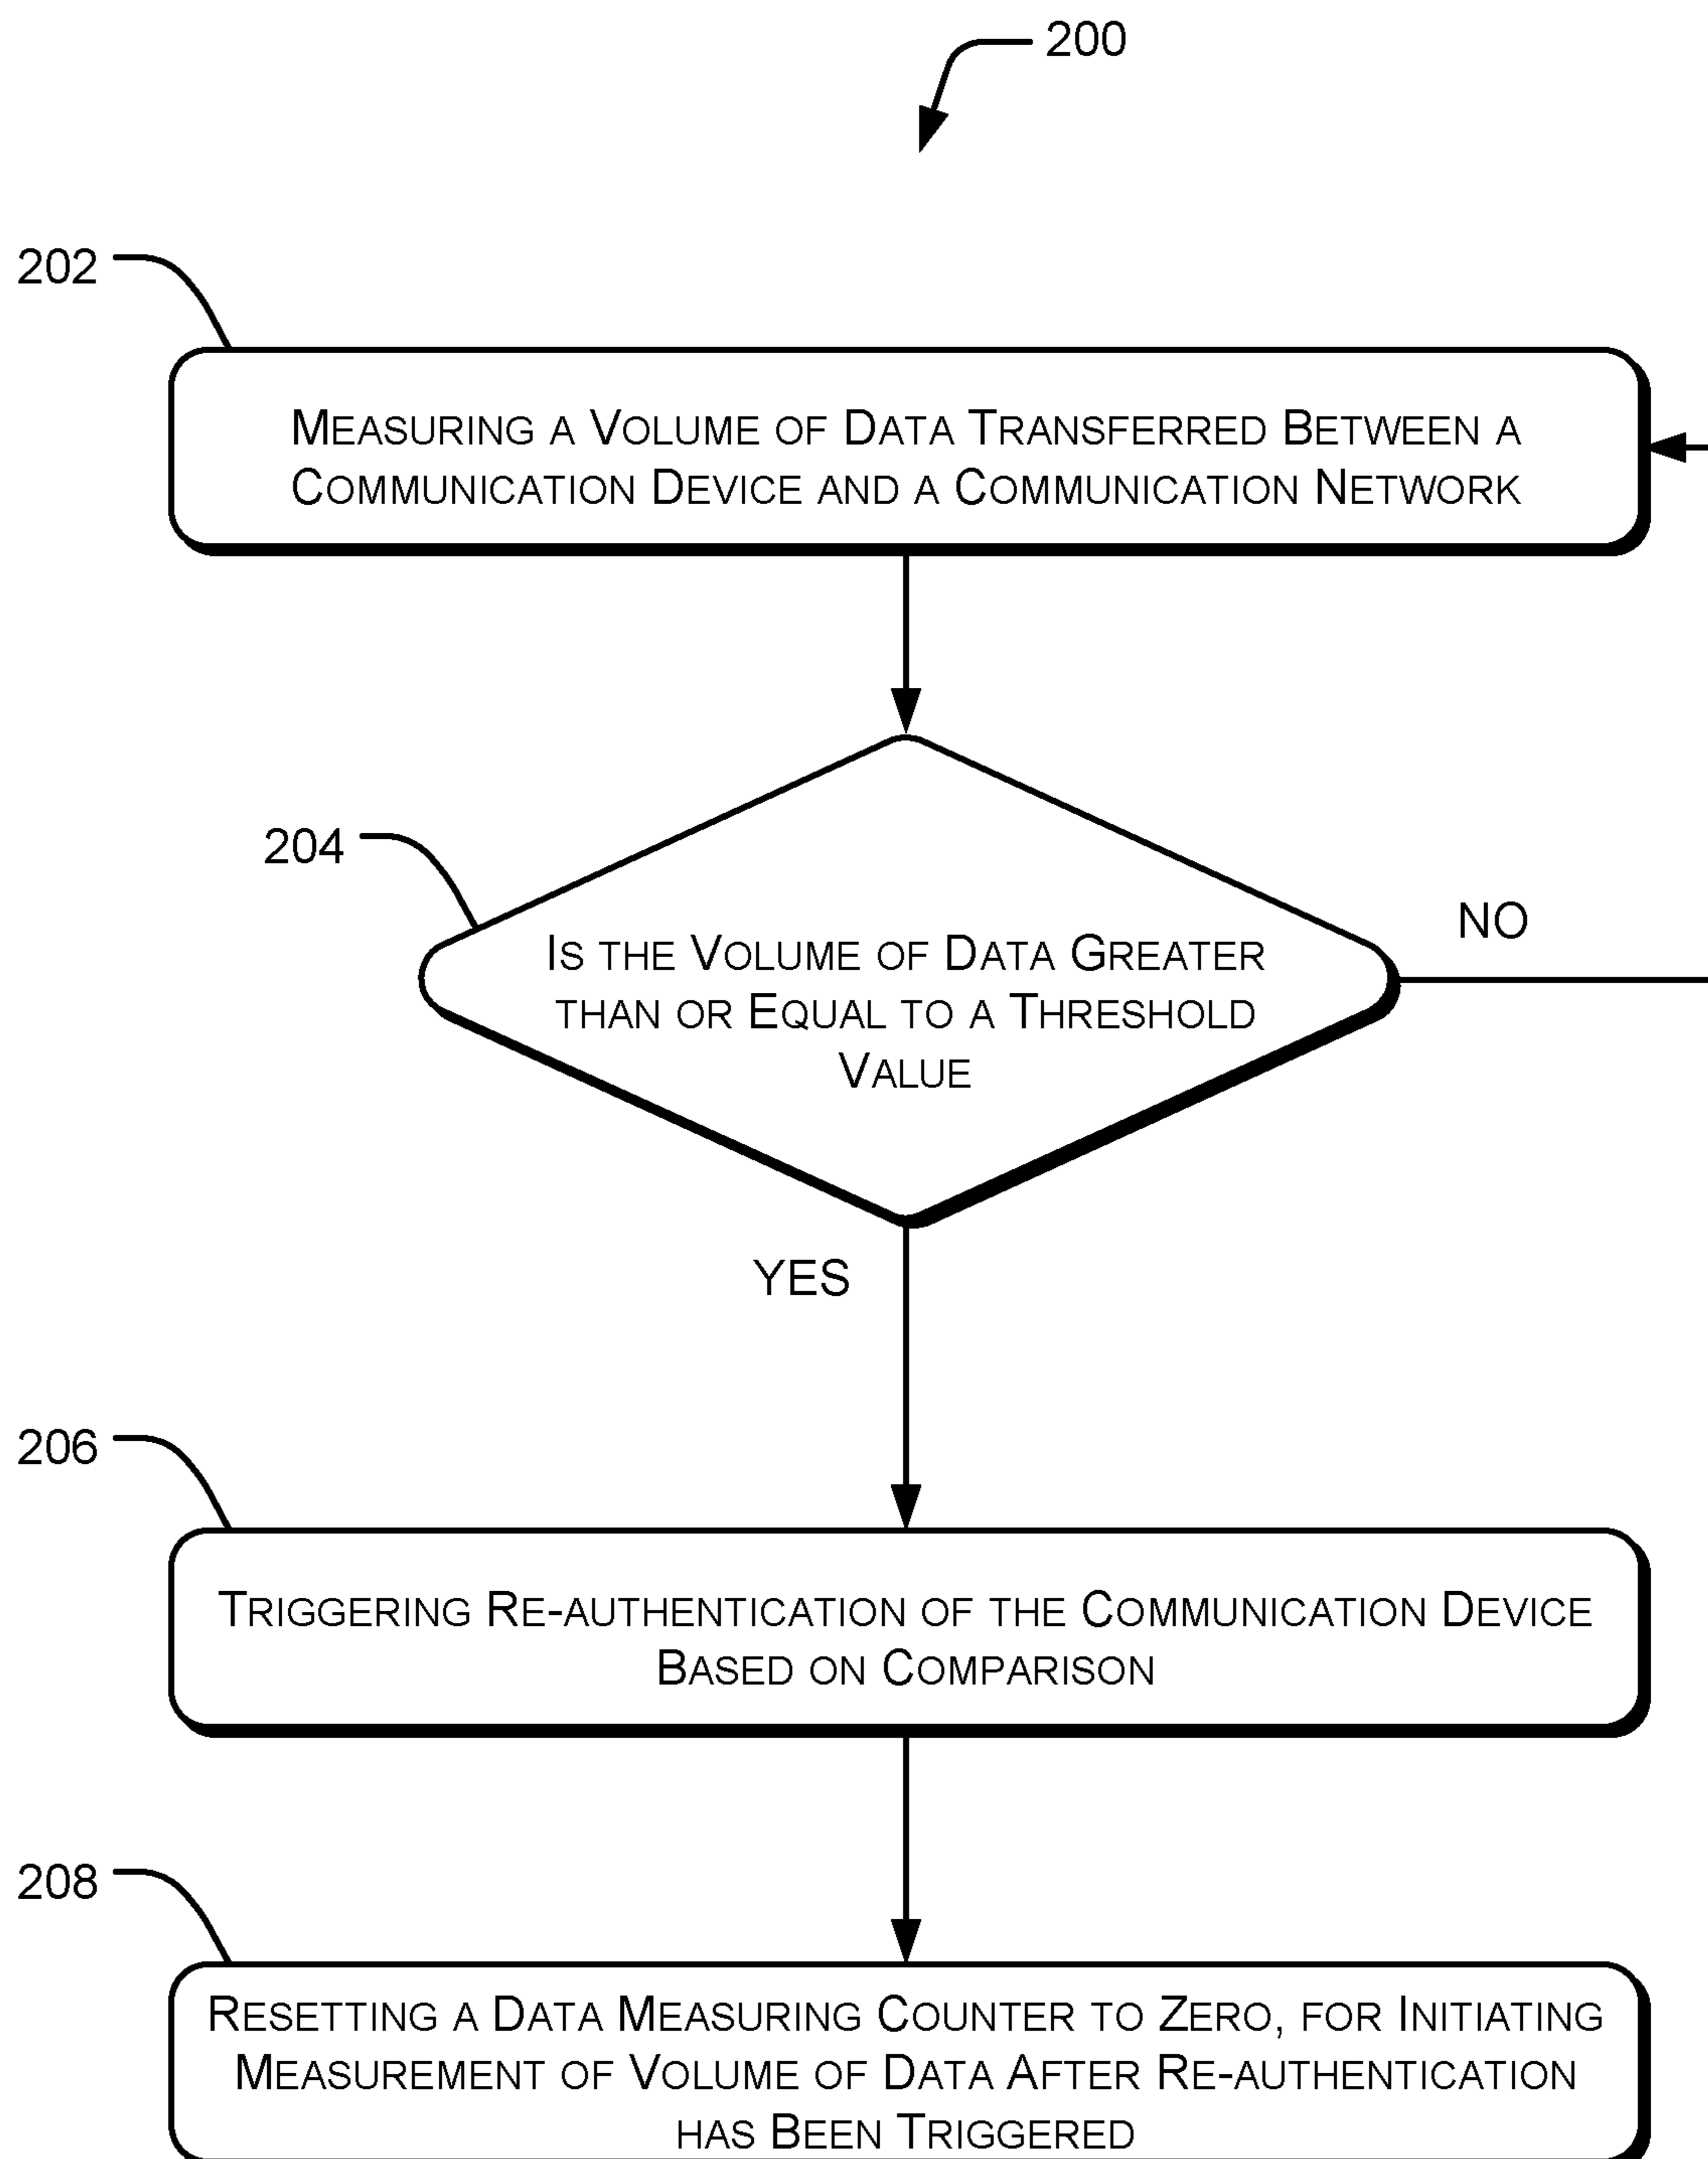 200
202
Measuring a Volume of Data Transferred Between a
Communication Device and a Communication Network
204
Is the Volume of Data Greater
than or Equal to a Threshold
Value
NO
YES
206
Triggering Re-authentication of the Communication Device
Based on Comparison
208
Resetting a Data Measuring Counter to Zero, for Initiating
Measurement of Volume of Data After Re-authentication
has Been Triggered